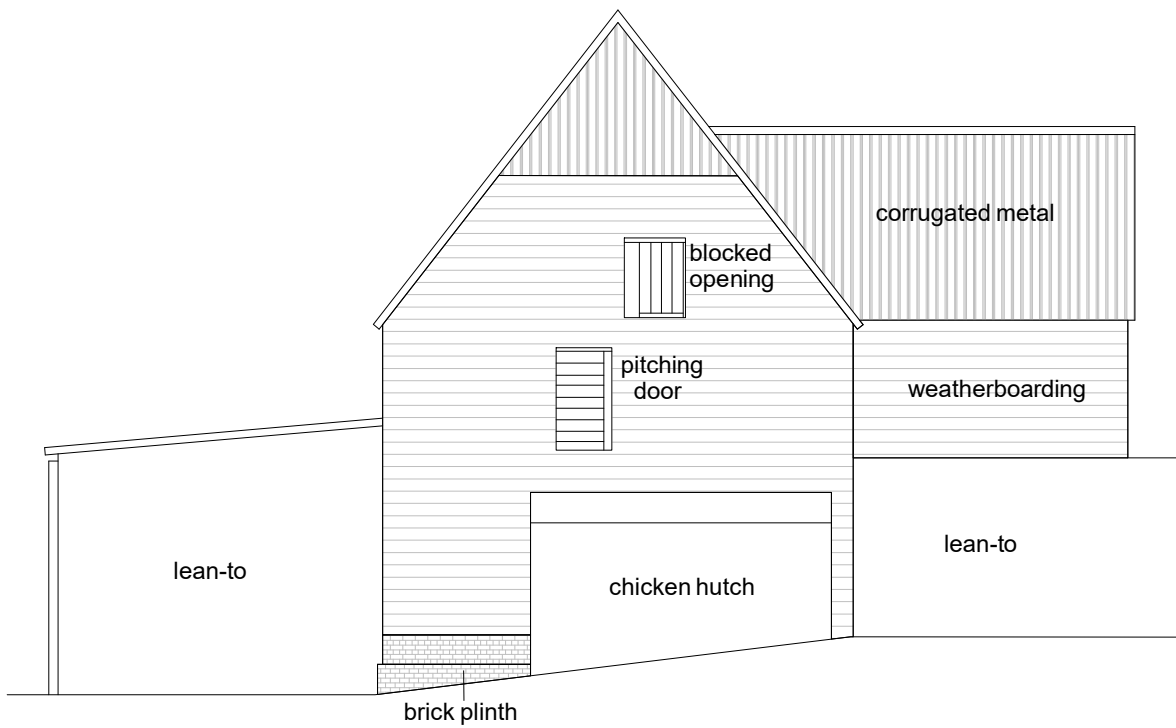 corrugated metal
blocked
opening
pitching
door
weatherboarding
lean-to
lean-to
chicken hutch
brick plinth